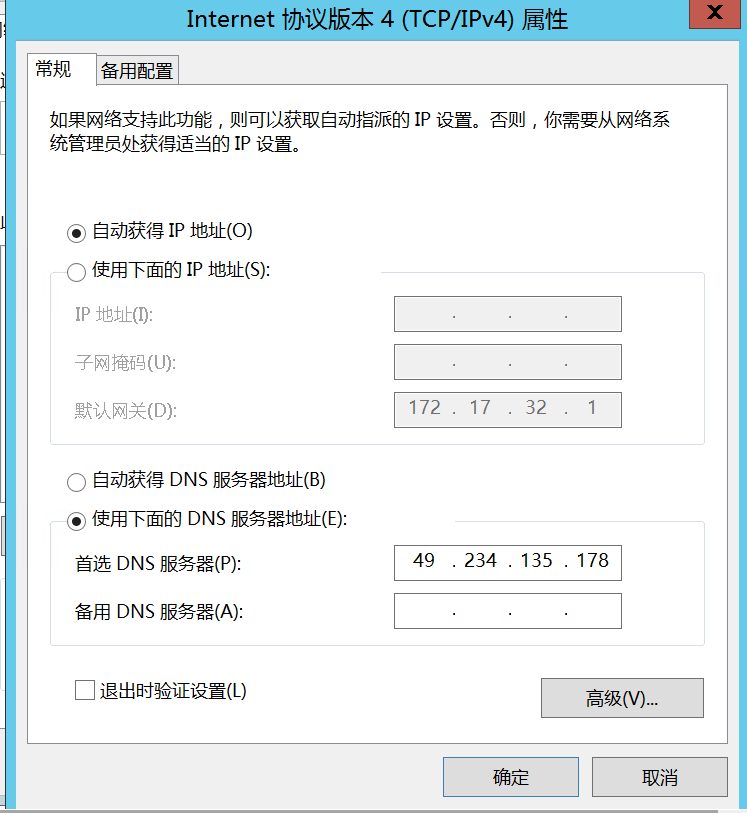 Internet 协议版本 4 (TCP/IPv4) 属性
X
常规
备用配置
如果网络支持此功能，则可以获取自动指派的 IP 设置。否则，你需要从网络系
统管理员处获得适当的 IP 设置。
自动获得 IP 地址(O)
使用下面的 IP 地址(S):
IP 地址(I):
. . .
子网掩码(U):
. . .
默认网关(D):
172 . 17 . 32 . 1
自动获得 DNS 服务器地址(B)
使用下面的 DNS 服务器地址(E):
首选 DNS 服务器(P):
49 . 234 . 135 . 178
备用 DNS 服务器(A):
. . .
退出时验证设置(L)
高级(V)...
确定
取消